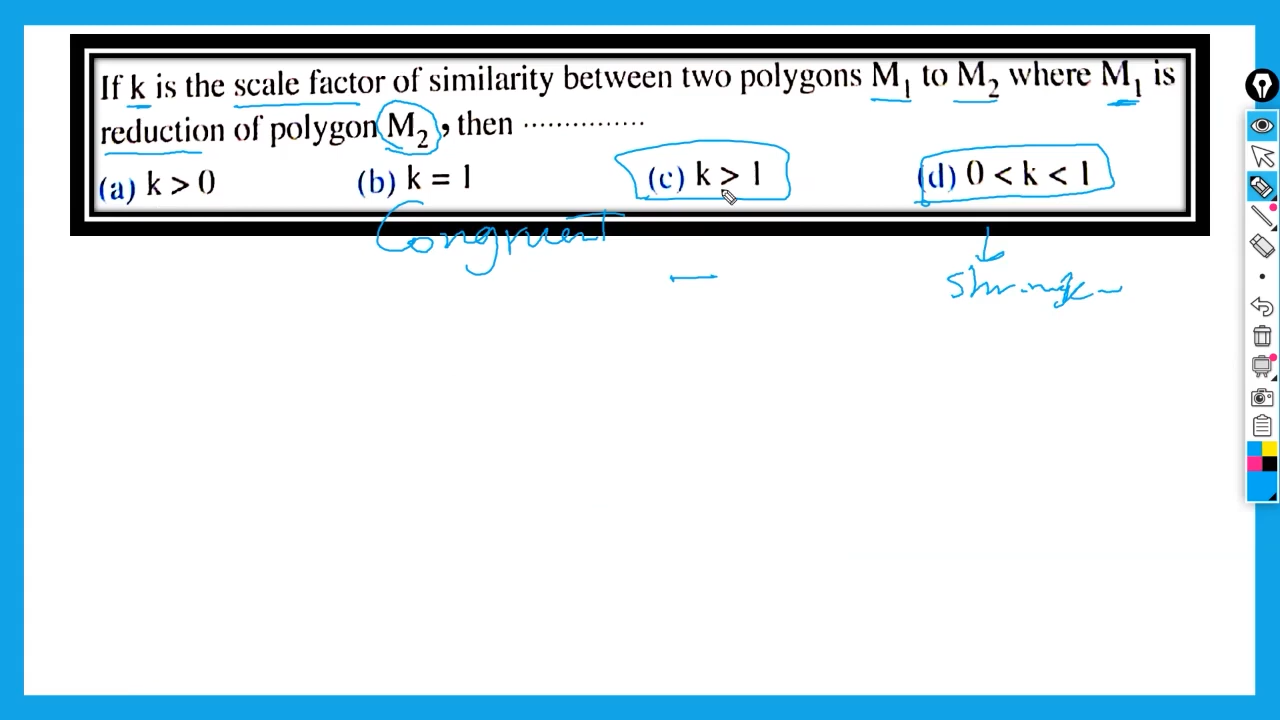 If k is the scale factor of similarity between two polygons M₁ to M₂ where M₁ is
reduction of polygon M₂, then ...............
(a) k > 0 (b) k = 1 (c) k > 1 (d) 0 < k < 1
Congruent